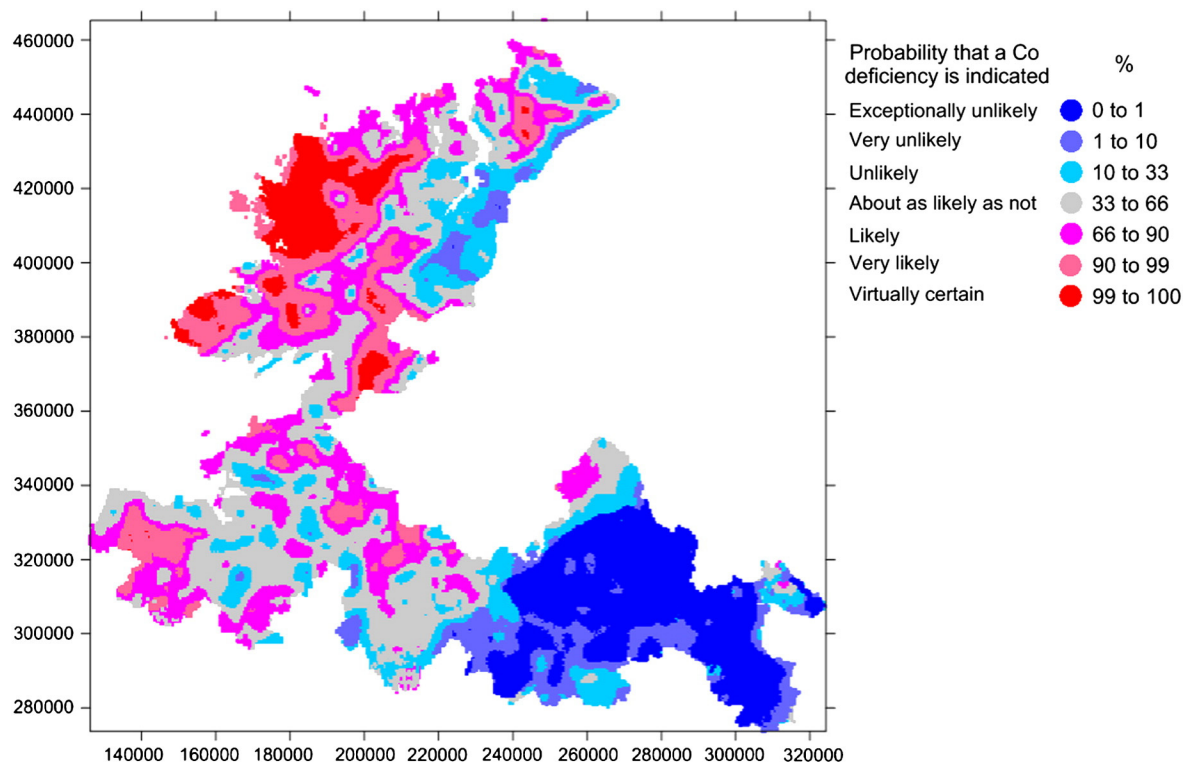 460000
440000
420000
400000
380000
360000
340000
320000
300000
280000
140000 160000 180000 200000 220000 240000 260000 280000 300000 320000
Probability that a Co
deficiency is indicated
%
Exceptionally unlikely 0 to 1
Very unlikely 1 to 10
Unlikely 10 to 33
About as likely as not 33 to 66
Likely 66 to 90
Very likely 90 to 99
Virtually certain 99 to 100